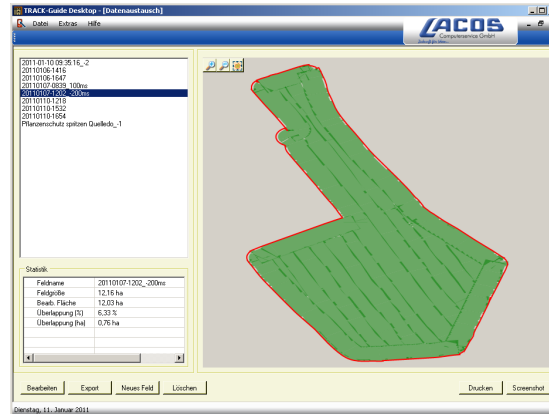 TRACK-Guide Desktop - [Datenaustausch]
Datei Extras Hilfe
LACOS
Computerservice GmbH
2011-01-10 09:35:16_-2
20110106-1416
20110106-1647
20110107-0839_100ms
20110107-1202_-200ms
20110110-1218
20110110-1532
20110110-1654
Pflanzenschutz spritzen Quelledo_-1
Statistik
Feldname 20110107-1202_-200ms
Feldgröße 12,16 ha
Bearb. Fläche 12,03 ha
Überlappung (%) 6,33 %
Überlappung (ha) 0,76 ha
Bearbeiten Export Neues Feld Löschen Drucken Screenshot
Dienstag, 11. Januar 2011